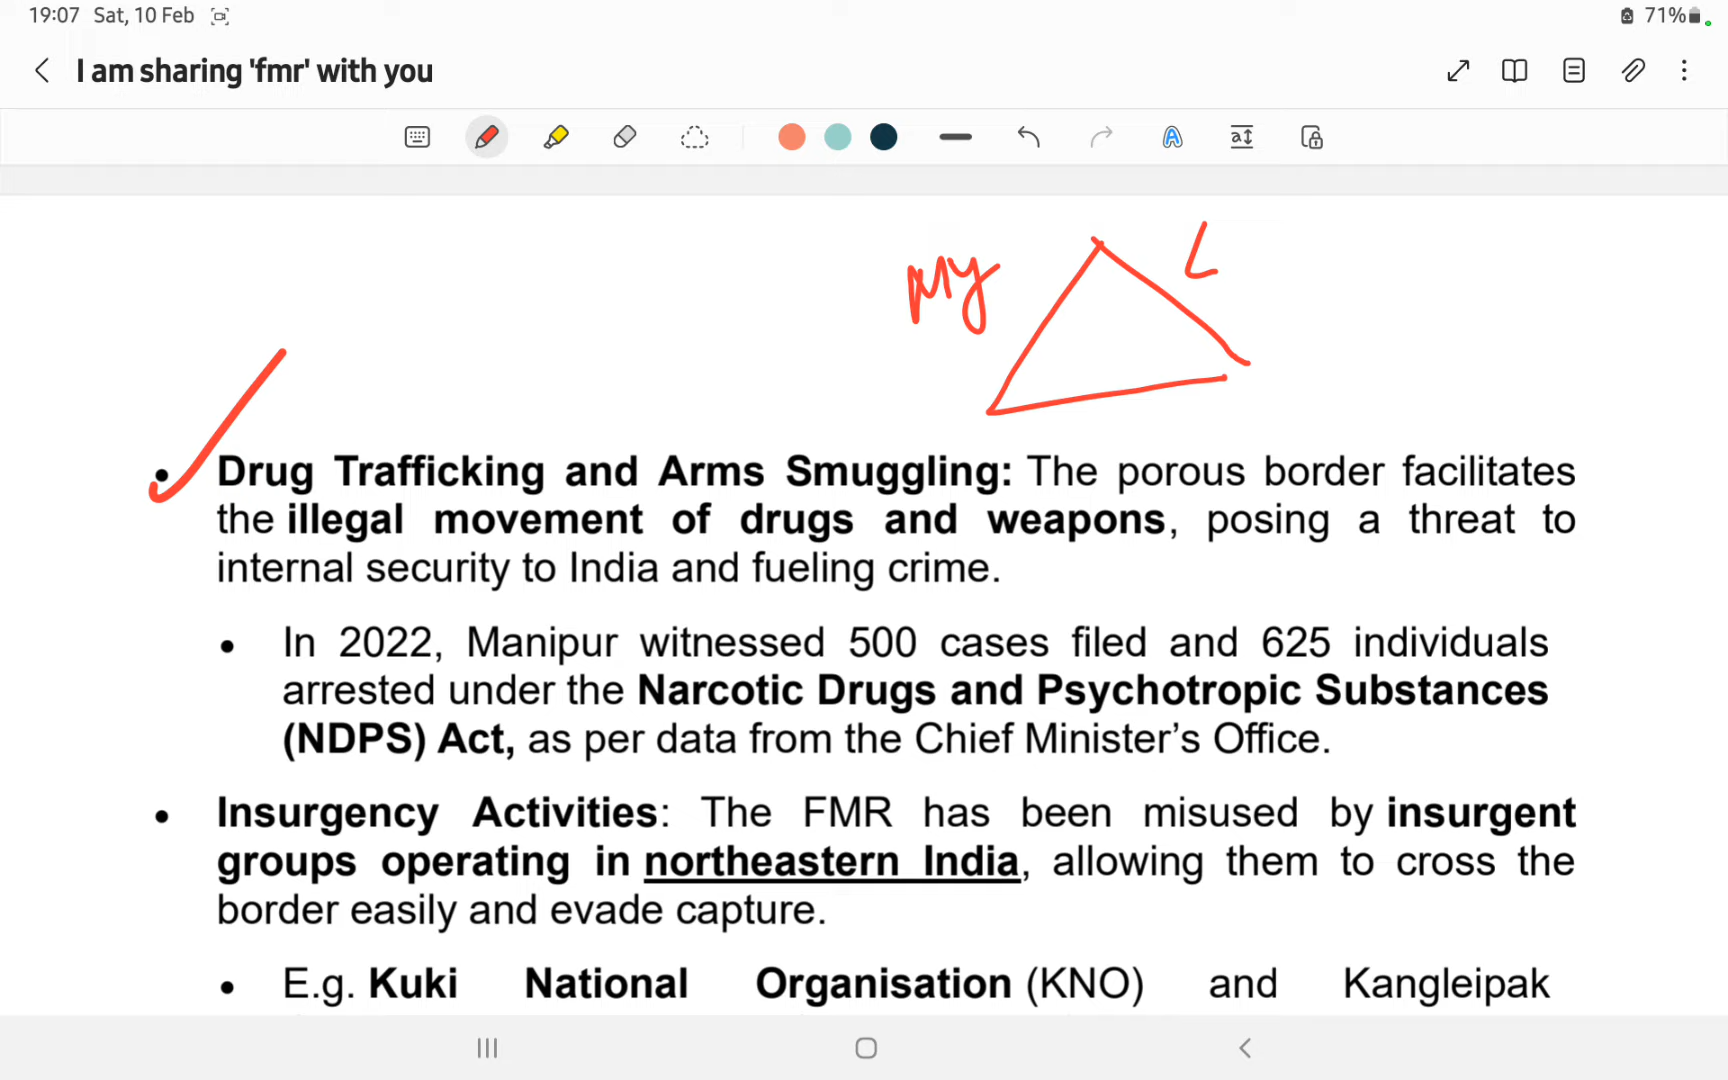 19:07 Sat, 10 Feb
71%
I am sharing 'fmr' with you
My
L
• Drug Trafficking and Arms Smuggling: The porous border facilitates
the illegal movement of drugs and weapons, posing a threat to
internal security to India and fueling crime.
• In 2022, Manipur witnessed 500 cases filed and 625 individuals
arrested under the Narcotic Drugs and Psychotropic Substances
(NDPS) Act, as per data from the Chief Minister’s Office.
• Insurgency Activities: The FMR has been misused by insurgent
groups operating in northeastern India, allowing them to cross the
border easily and evade capture.
• E.g. Kuki National Organisation (KNO) and Kangleipak